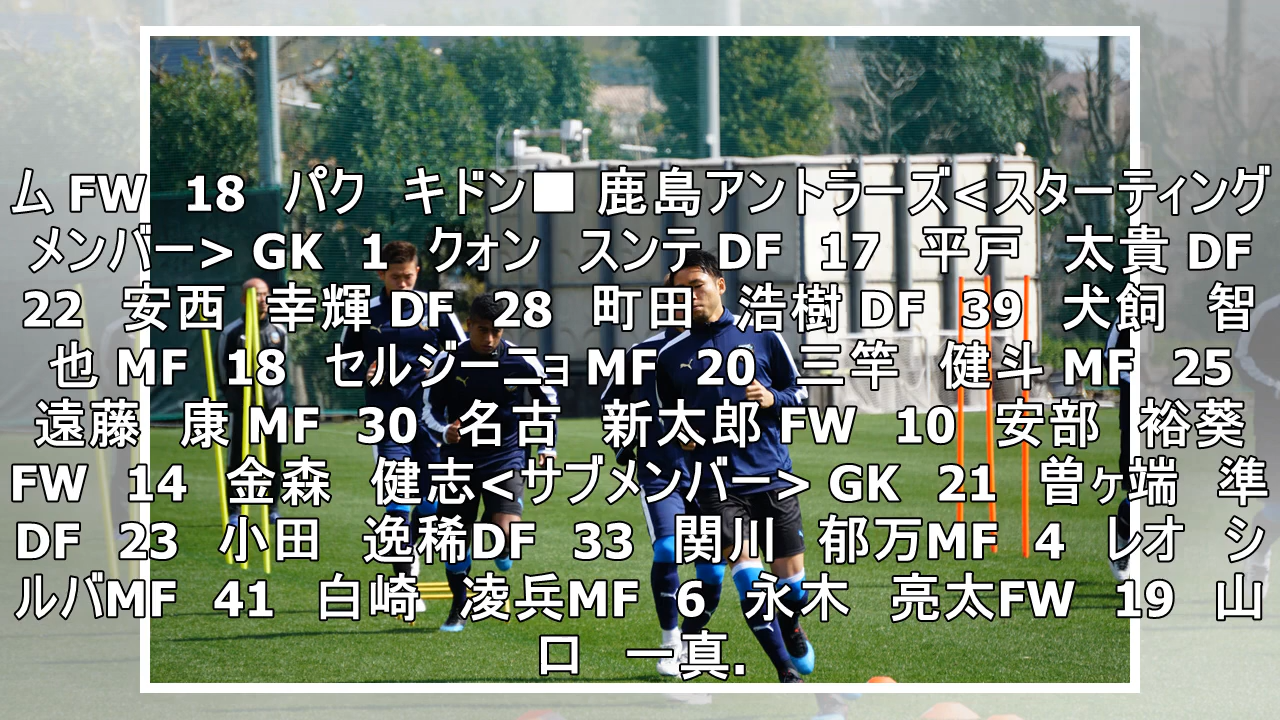 ム FW　18　パク　キドン■ 鹿島アントラーズ<スターティング
メンバー> GK　1　クォン　スンテ DF　17　平戸　太貴 DF
22　安西　幸輝 DF　28　町田　浩樹 DF　39　犬飼　智
也 MF　18　セルジーニョ MF　20　三竿　健斗 MF　25
遠藤　康 MF　30　名古　新太郎 FW　10　安部　裕葵
FW　14　金森　健志<サブメンバー> GK　21　曽ヶ端　準
DF　23　小田　逸稀DF　33　関川　郁万MF　4　レオ　シ
ルバMF　41　白崎　凌兵MF　6　永木　亮太FW　19　山
口　一真.